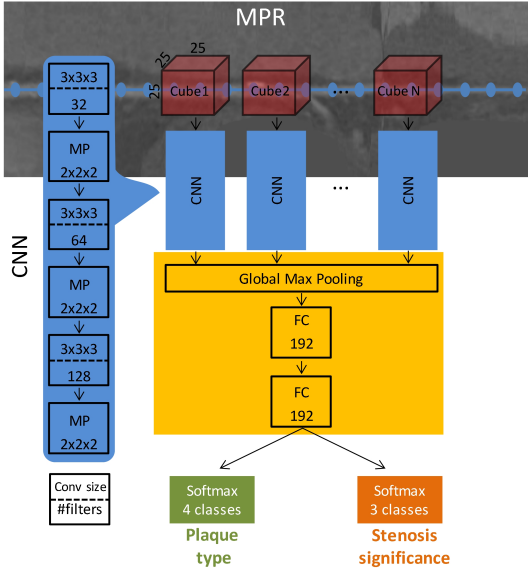 MPR
25
25
25
Cube1
Cube2
...
Cube N
3x3x3
32
MP
2x2x2
3x3x3
64
MP
2x2x2
3x3x3
128
MP
2x2x2
CNN
CNN
CNN
...
CNN
Global Max Pooling
FC
192
FC
192
Conv size
#filters
Softmax
4 classes
Plaque
type
Softmax
3 classes
Stenosis
significance